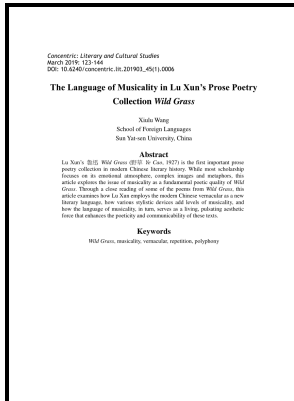 Concentric: Literary and Cultural Studies
March 2019: 123-144
DOI: 10.6240/concentric.lit.201903_45(1).0006
The Language of Musicality in Lu Xun's Prose Poetry
Collection Wild Grass
Xiulu Wang
School of Foreign Languages
Sun Yat-sen University, China
Abstract
Lu Xun's 魯迅 Wild Grass (野草 Ye Cao, 1927) is the first important prose
poetry collection in modern Chinese literary history. While most scholarship
focuses on its emotional atmosphere, complex images and metaphors, this
article explores the issue of musicality as a fundamental poetic quality of Wild
Grass. Through a close reading of some of the poems from Wild Grass, this
article examines how Lu Xun employs the modern Chinese vernacular as a new
literary language, how various stylistic devices add levels of musicality, and
how the language of musicality, in turn, serves as a living, pulsating aesthetic
force that enhances the poeticity and communicability of these texts.
Keywords
Wild Grass, musicality, vernacular, repetition, polyphony